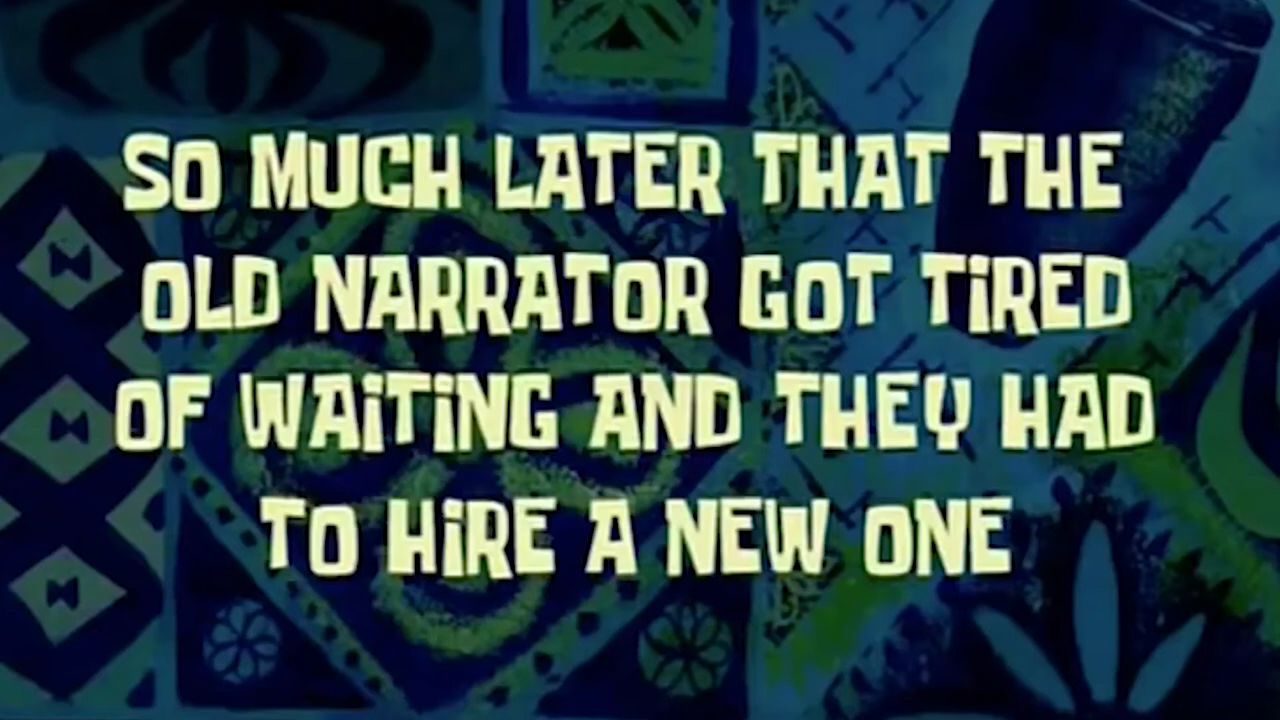 SO MUCH LATER THAT THE
OLD NARRATOR GOT TiRED
OF WAiTiNG AND THEY HAD
TO HiRE A NEW ONE